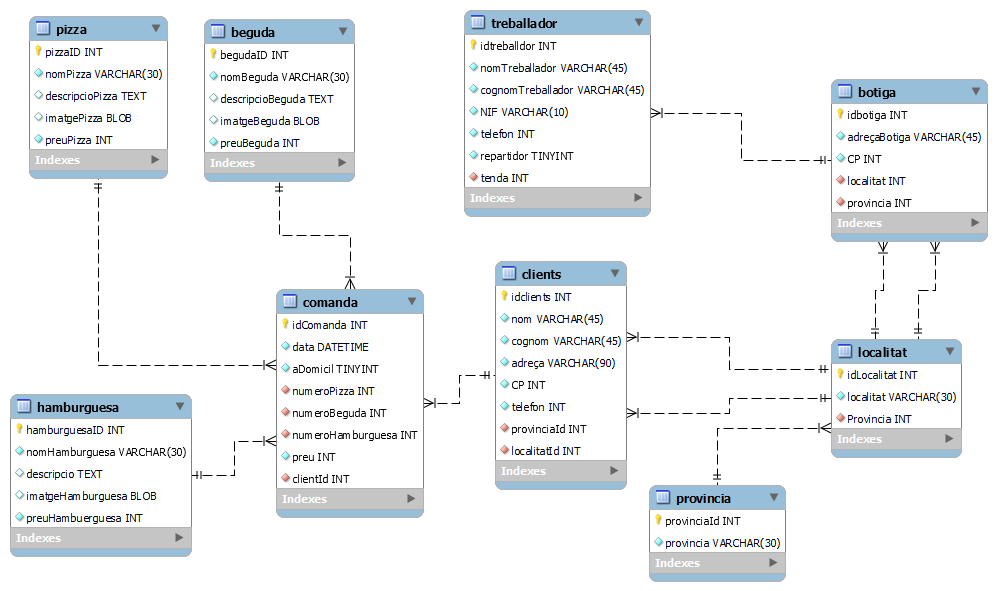 pizza
pizzaID INT
nomPizza VARCHAR(30)
descripcioPizza TEXT
imatgePizza BLOB
preuPizza INT
Indexes
beguda
begudaID INT
nomBeguda VARCHAR(30)
descripcioBeguda TEXT
imatgeBeguda BLOB
preuBeguda INT
Indexes
treballador
idtreballdor INT
nomTreballador VARCHAR(45)
cognomTreballador VARCHAR(45)
NIF VARCHAR(10)
telefon INT
repartidor TINYINT
tenda INT
Indexes
botiga
idbotiga INT
adreçaBotiga VARCHAR(45)
CP INT
localitat INT
provincia INT
Indexes
comanda
idComanda INT
data DATETIME
aDomicil TINYINT
numeroPizza INT
numeroBeguda INT
numeroHamburguesa INT
preu INT
clientId INT
Indexes
clients
idclients INT
nom VARCHAR(45)
cognom VARCHAR(45)
adreça VARCHAR(90)
CP INT
telefon INT
provinciaId INT
localitatId INT
Indexes
localitat
idLocalitat INT
localitat VARCHAR(30)
Provincia INT
Indexes
hamburguesa
hamburguesaID INT
nomHamburguesa VARCHAR(30)
descripcio TEXT
imatgeHamburguesa BLOB
preuHambuerguesa INT
Indexes
provincia
provinciaId INT
provincia VARCHAR(30)
Indexes